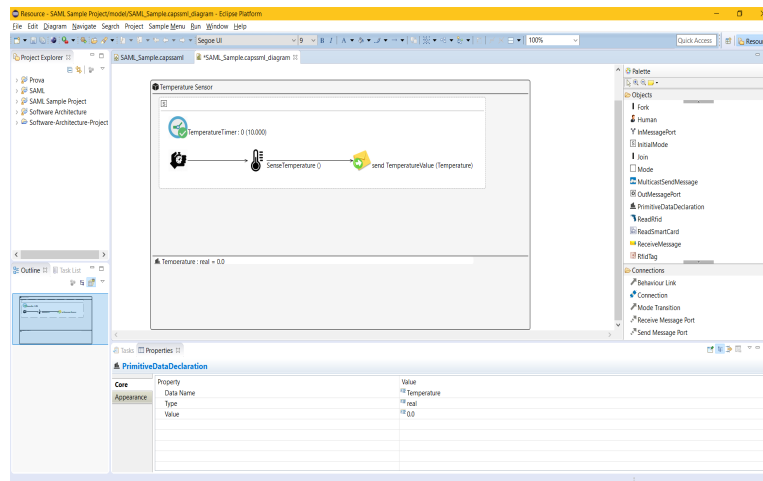 Resource - SAML Sample Project/model/SAML_Sample.capssml_diagram - Eclipse Platform
File Edit Diagram Navigate Search Project Sample Menu Run Window Help
Segoe UI 9 B I A 100% Quick Access Resou
Project Explorer
SAML_Sample.capssaml
*SAML_Sample.capssml_diagram
Prova
SAML
SAML Sample Project
Software Architecture
Software-Architecture-Project
Temperature Sensor
S
TemperatureTimer : 0 (10.000)
SenseTemperature ()
send TemperatureValue (Temperature)
Temperature : real = 0.0
Palette
Objects
Fork
Human
InMessagePort
InitialMode
Join
Mode
MulticastSendMessage
OutMessagePort
PrimitiveDataDeclaration
ReadRfid
ReadSmartCard
ReceiveMessage
RfidTag
Connections
Behaviour Link
Connection
Mode Transition
Receive Message Port
Send Message Port
Outline Task List
Tasks Properties
PrimitiveDataDeclaration
Core
Appearance
Property Value
Data Name Temperature
Type real
Value 0.0